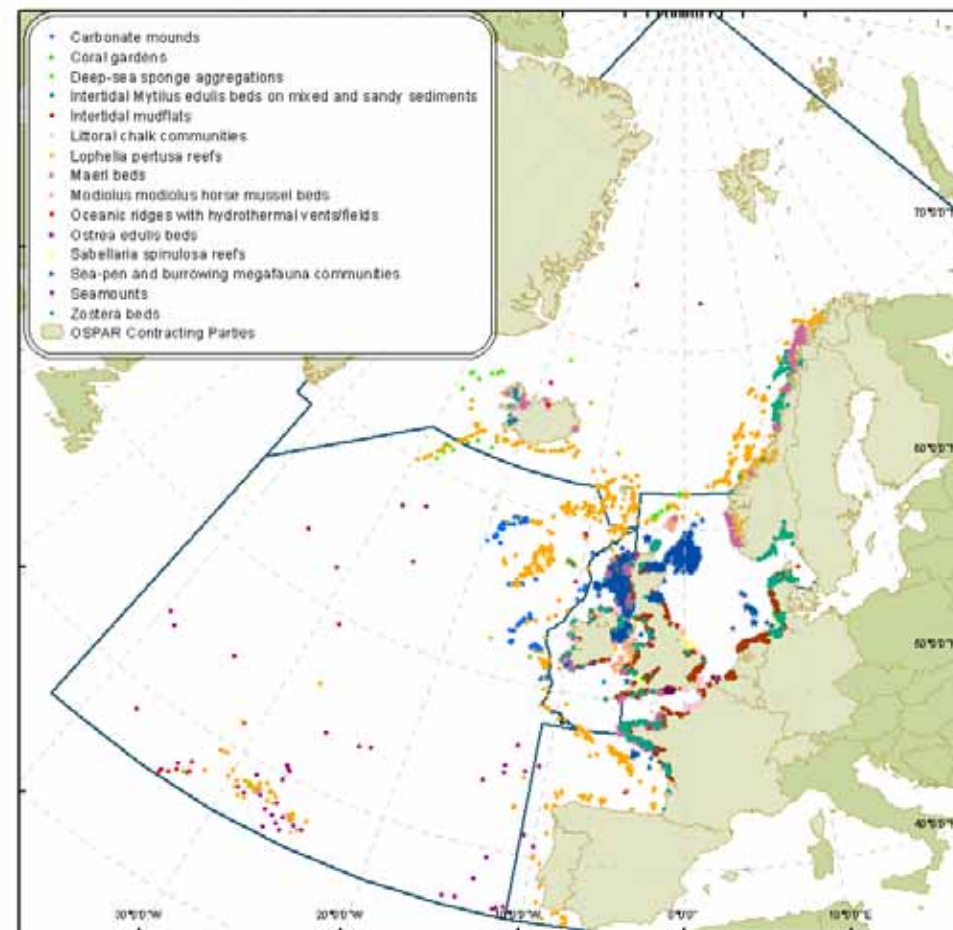 Carbonate mounds
Coral gardens
Deep-sea sponge aggregations
Intertidal Mytilus edulis beds on mixed and sandy sediments
Intertidal mudflats
Littoral chalk communities
Lophelia pertusa reefs
Maerl beds
Modiolus modiolus horse mussel beds
Oceanic ridges with hydrothermal vents/fields
Ostrea edulis beds
Sabellaria spinulosa reefs
Sea-pen and burrowing megafauna communities
Seamounts
Zostera beds
OSPAR Contracting Parties
70°0'0"N
60°0'0"N
50°0'0"N
40°0'0"N
30°0'0"W
20°0'0"W
10°0'0"W
0°0'0"
10°0'0"E